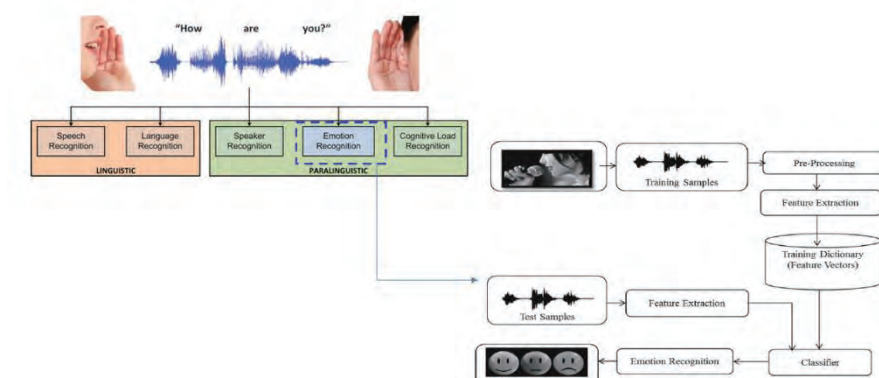 "How are you?"
Speech
Recognition
Language
Recognition
Speaker
Recognition
Emotion
Recognition
Cognitive Load
Recognition
LINGUISTIC
PARALINGUISTIC
Training Samples
Pre-Processing
Feature Extraction
Training Dictionary
(Feature Vectors)
Test Samples
Feature Extraction
Emotion Recognition
Classifier